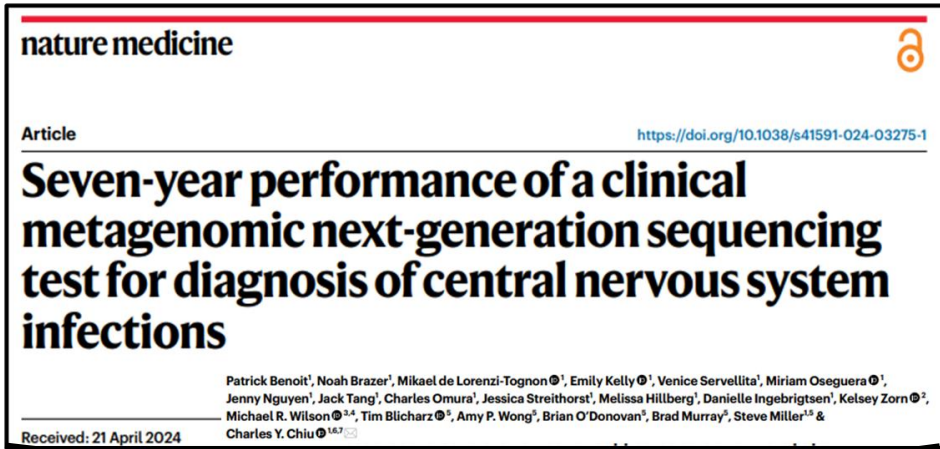 nature medicine
Article
https://doi.org/10.1038/s41591-024-03275-1
Seven-year performance of a clinical
metagenomic next-generation sequencing
test for diagnosis of central nervous system
infections
Patrick Benoit¹, Noah Brazer¹, Mikael de Lorenzi-Tognon¹, Emily Kelly¹, Venice Servellita¹, Miriam Oseguera¹,
Jenny Nguyen¹, Jack Tang¹, Charles Omura¹, Jessica Streithorst¹, Melissa Hillberg¹, Danielle Ingebrigtsen¹, Kelsey Zorn²,
Michael R. Wilson³,⁴, Tim Blicharz⁵, Amy P. Wong⁵, Brian O'Donovan⁵, Brad Murray⁵, Steve Miller¹,⁵ &
Received: 21 April 2024
Charles Y. Chiu¹,⁶,⁷